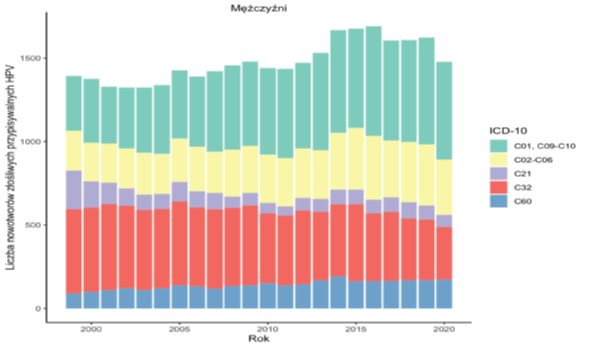 Mężczyźni
Liczba nowotworów złośliwych przypisywalnych HPV
1500
1000
500
0
2000
2005
2010
2015
2020
Rok
ICD-10
C01, C09-C10
C02-C06
C21
C32
C60